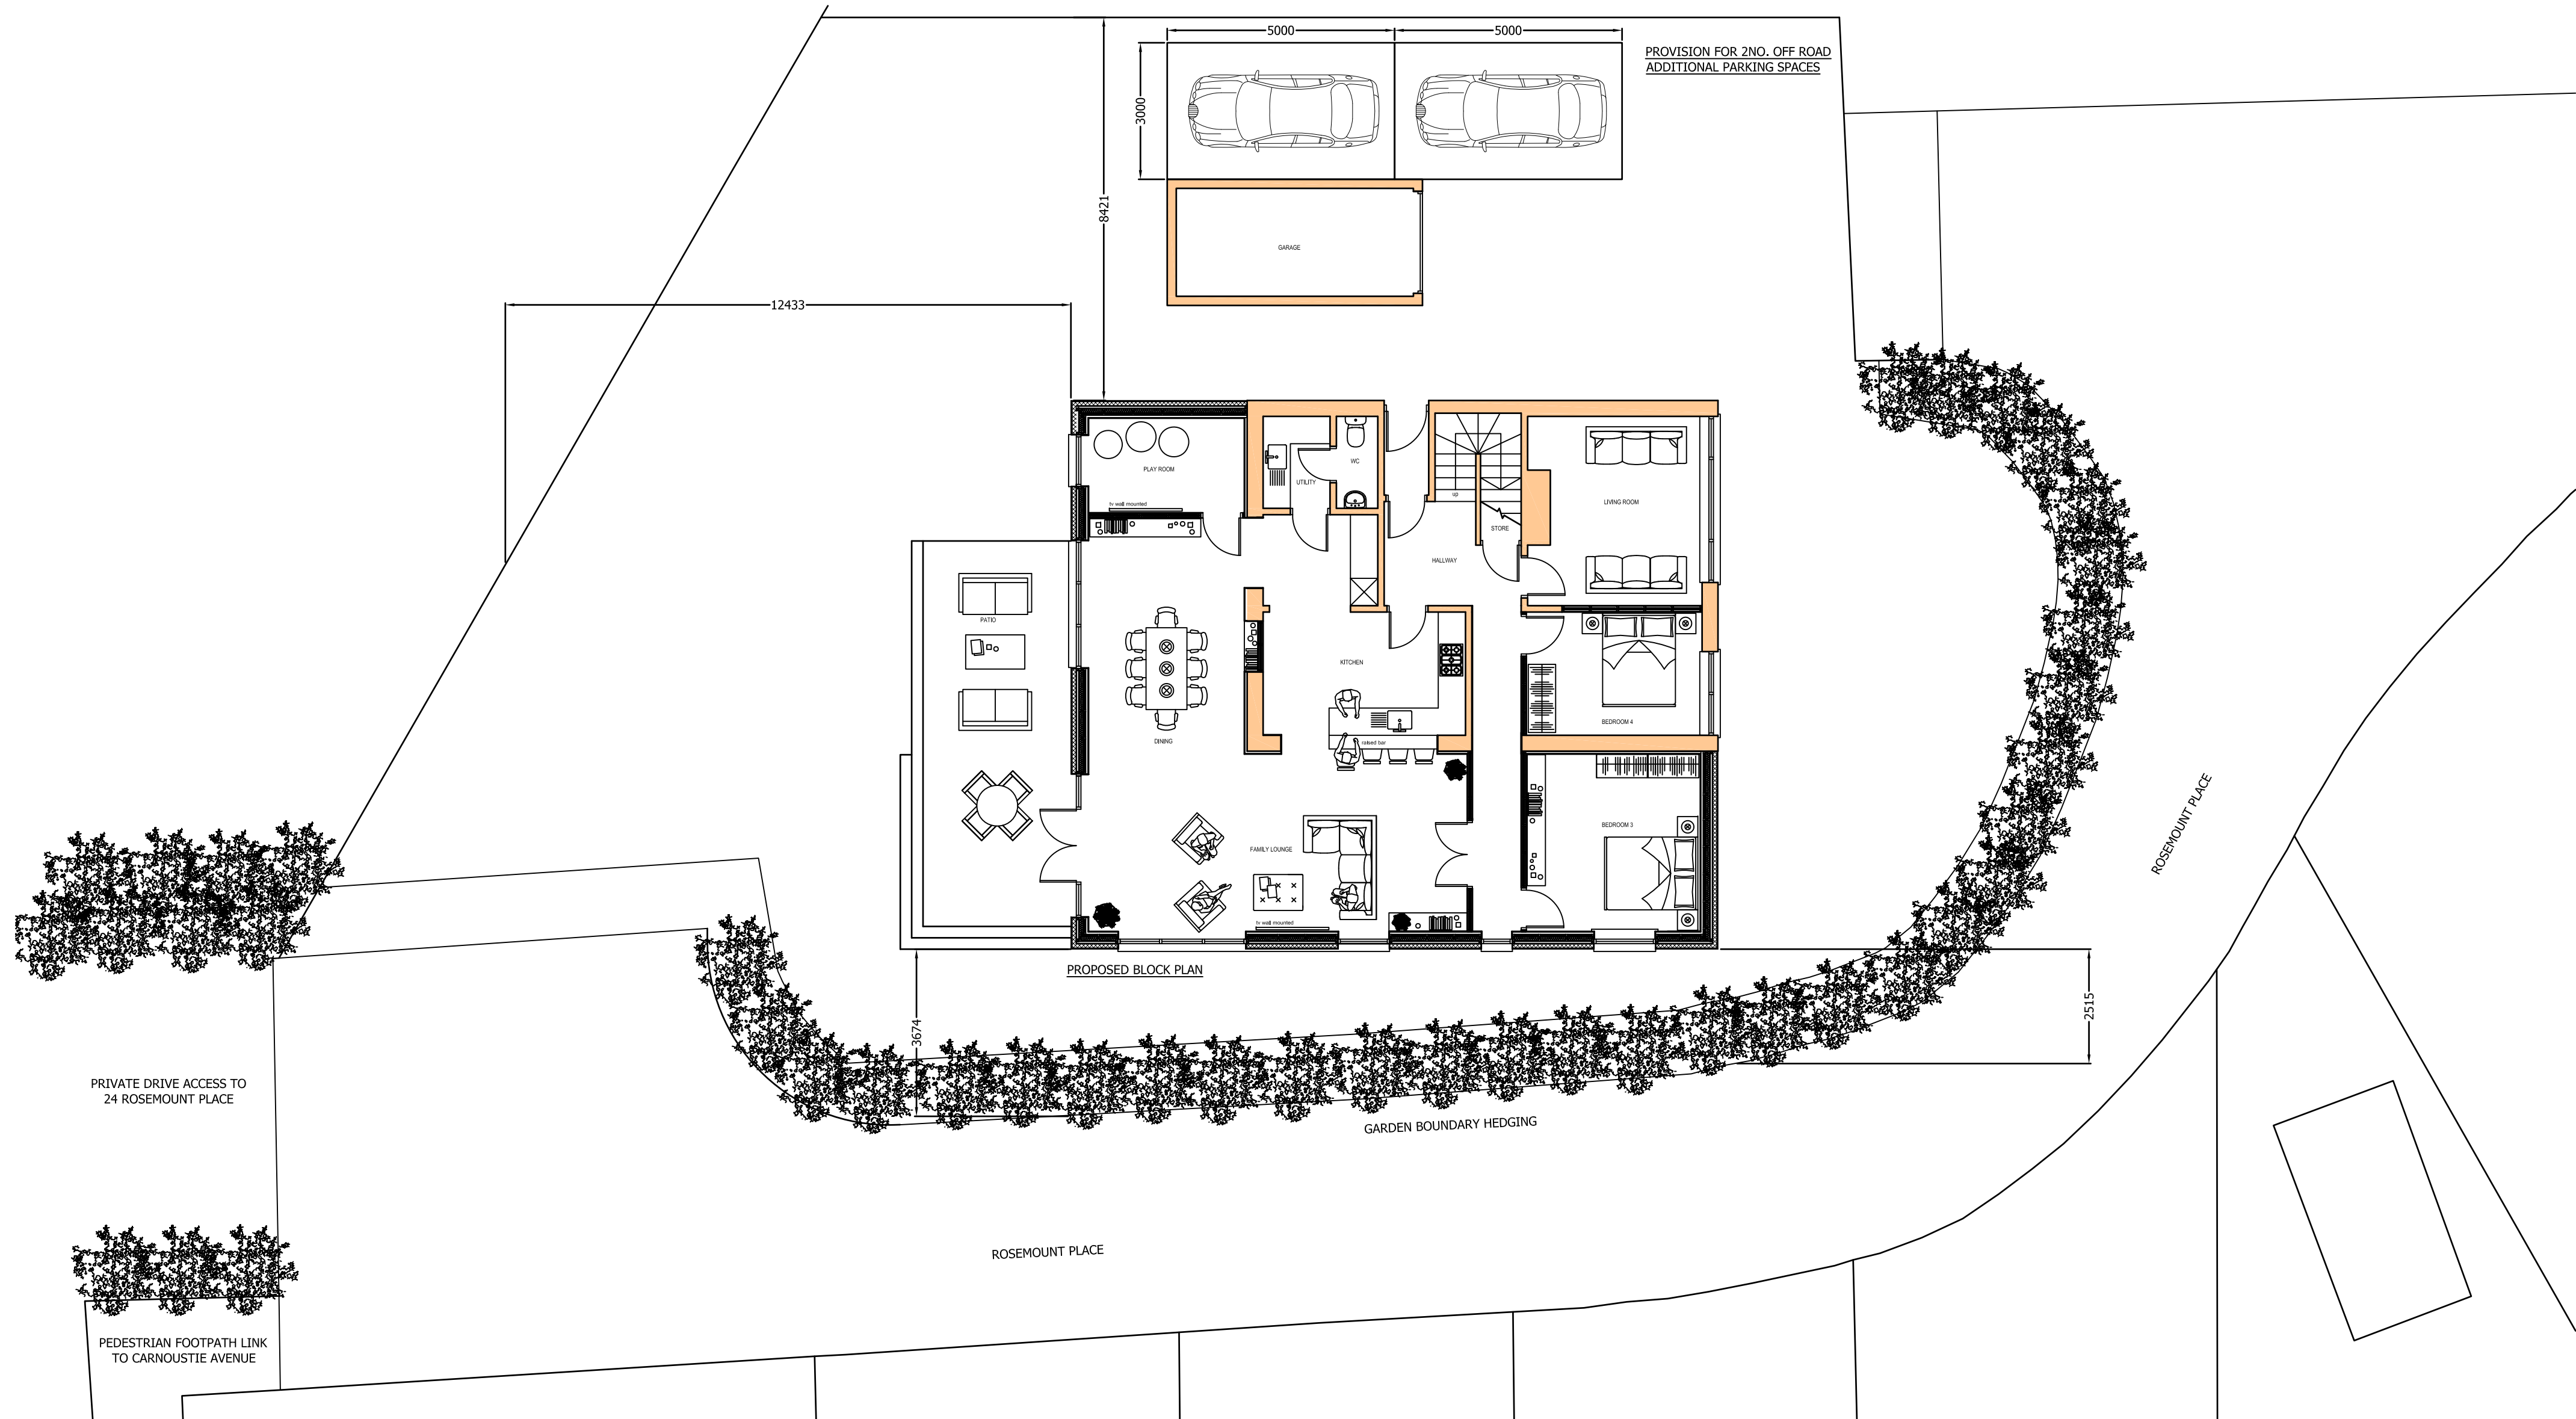 5000
5000
PROVISION FOR 2NO. OFF ROAD
ADDITIONAL PARKING SPACES
3000
8421
GARAGE
12433
PLAY ROOM
tv wall mounted
UTILITY
WC
up
STORE
LIVING ROOM
HALLWAY
PATIO
KITCHEN
DINING
raised bar
BEDROOM 4
BEDROOM 3
FAMILY LOUNGE
tv wall mounted
ROSEMOUNT PLACE
PROPOSED BLOCK PLAN
3674
2515
PRIVATE DRIVE ACCESS TO
24 ROSEMOUNT PLACE
GARDEN BOUNDARY HEDGING
ROSEMOUNT PLACE
PEDESTRIAN FOOTPATH LINK
TO CARNOUSTIE AVENUE